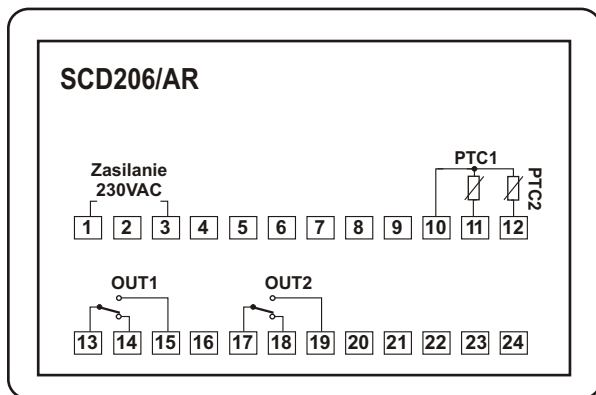 SCD206/AR
Zasilanie
230VAC
PTC1
PTC2
1 2 3 4 5 6 7 8 9 10 11 12
OUT1 OUT2
13 14 15 16 17 18 19 20 21 22 23 24